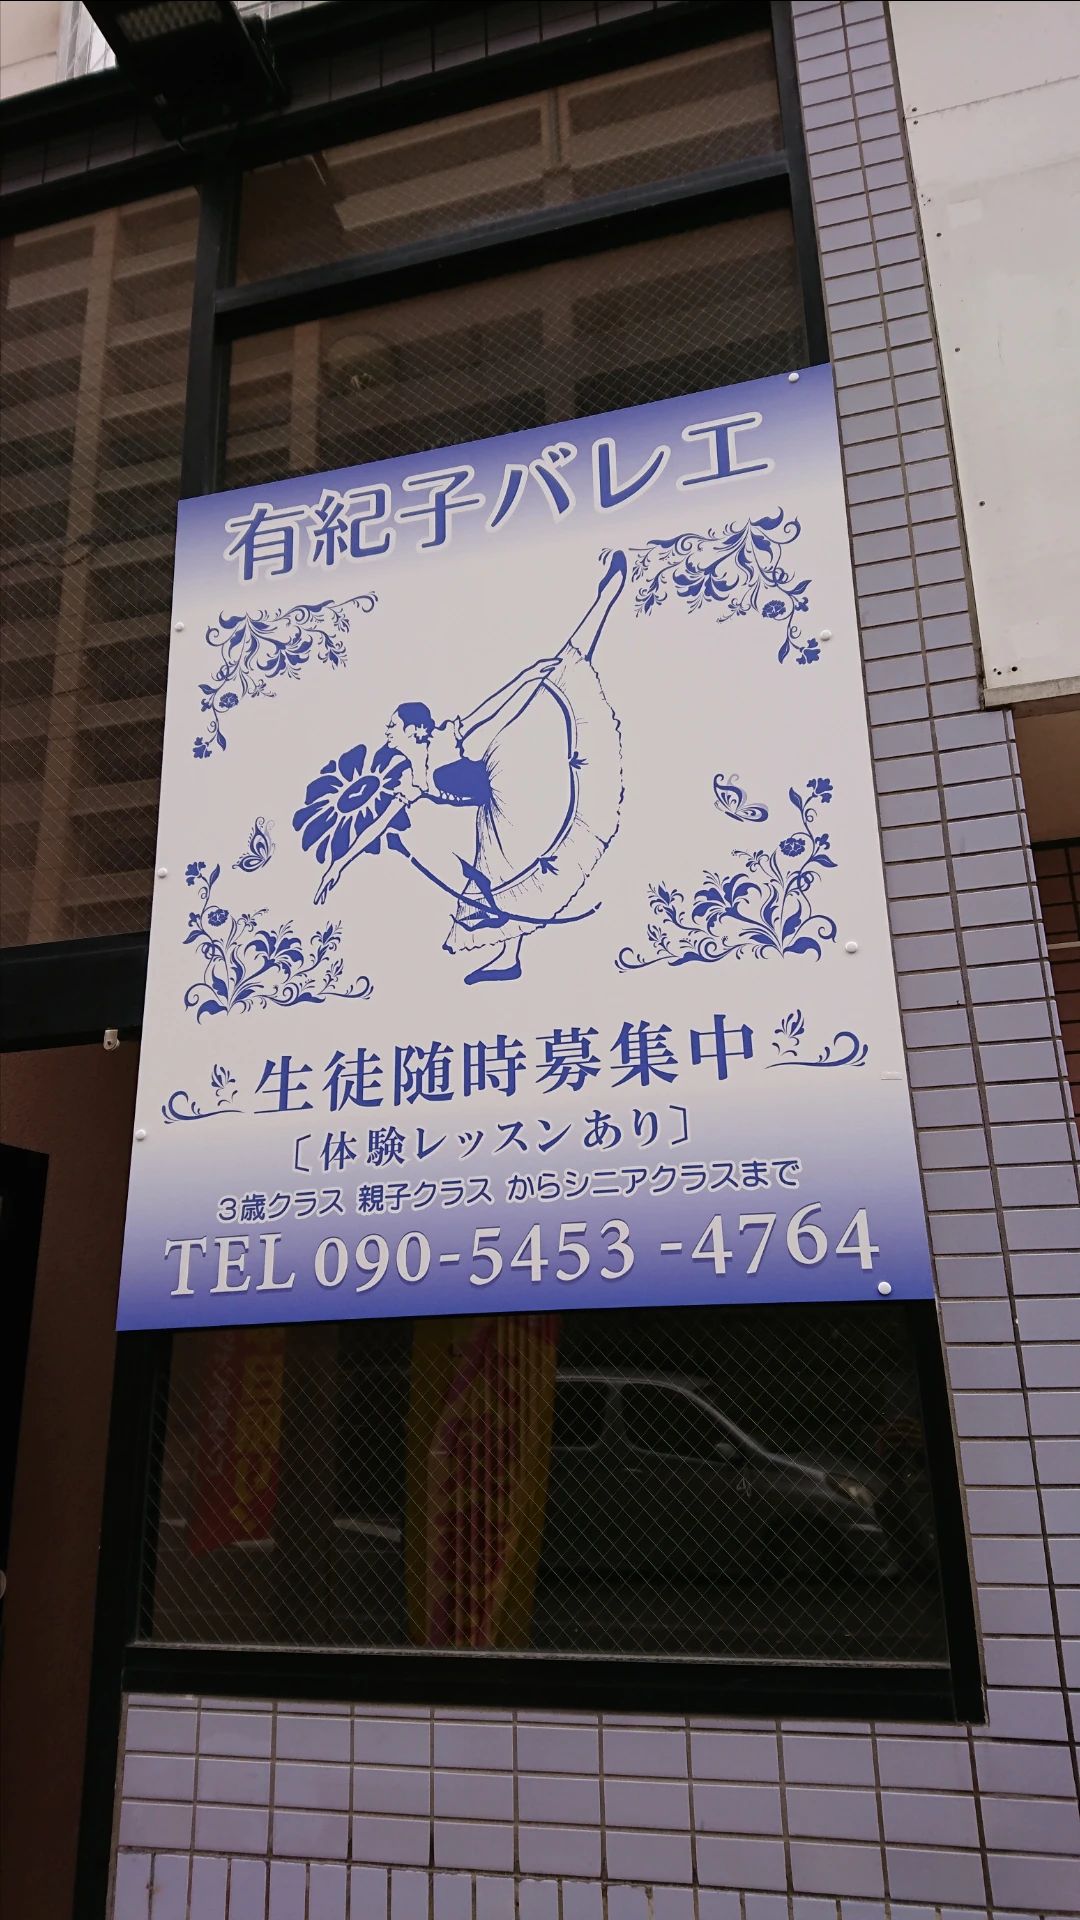 有紀子バレエ
生徒随時募集中
〔体験レッスンあり〕
3歳クラス 親子クラス からシニアクラスまで
TEL 090-5453-4764